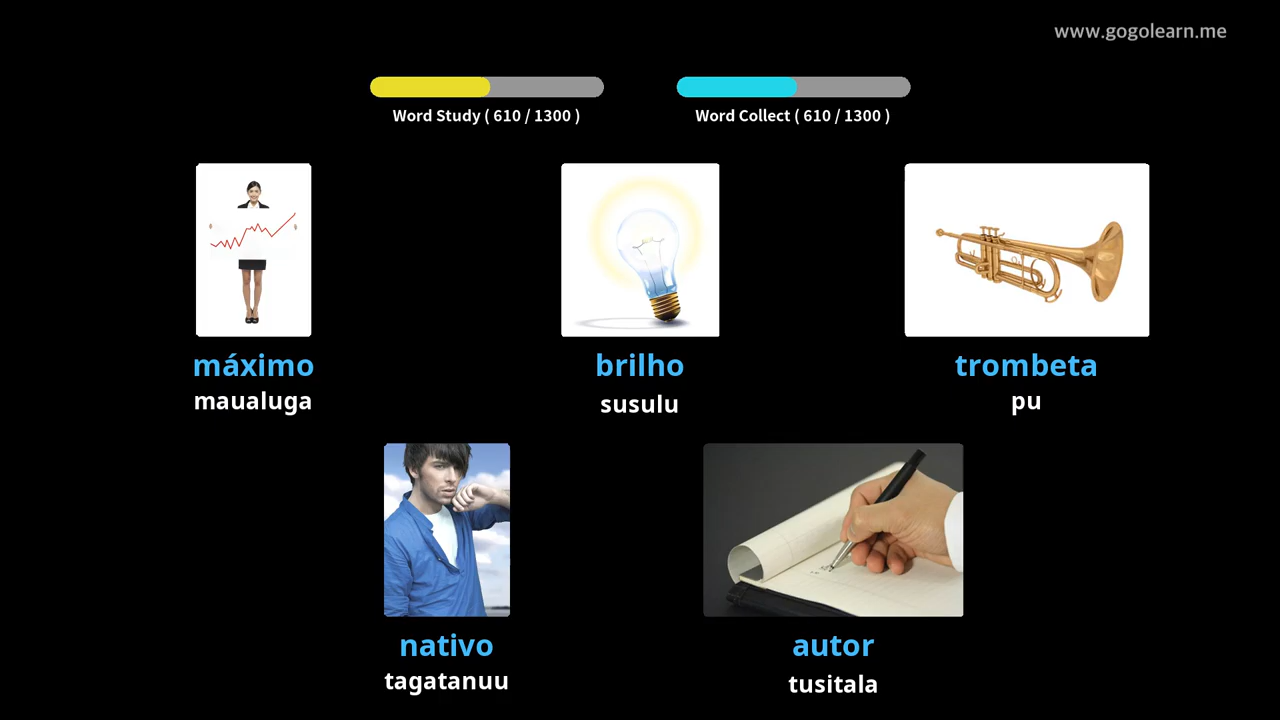 www.gogolearn.me
Word Study ( 610 / 1300 )
Word Collect ( 610 / 1300 )
máximo
maualuga
brilho
susulu
trombeta
pu
nativo
tagatanuu
autor
tusitala